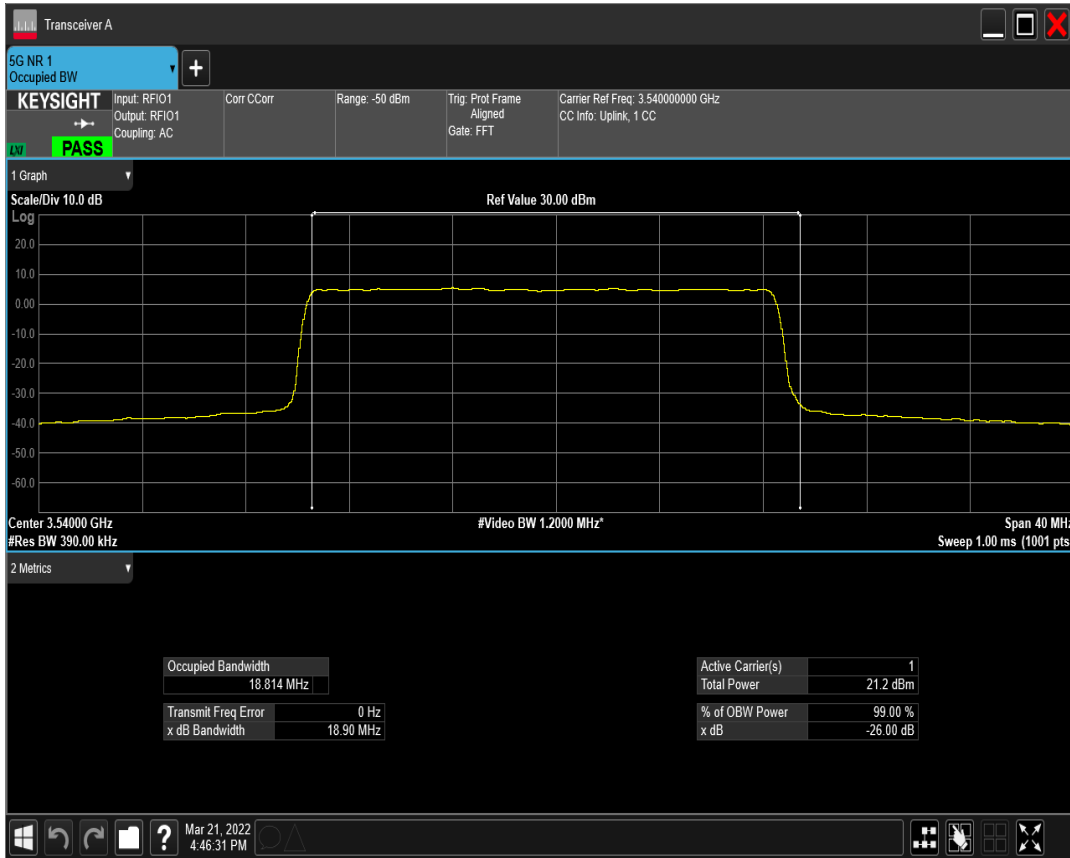 Transceiver A
5G NR 1
Occupied BW
KEYSIGHT
Input: RFIO1
Output: RFIO1
Coupling: AC
Corr CCorr
Range: -50 dBm
Trig: Prot Frame
Aligned
Gate: FFT
Carrier Ref Freq: 3.540000000 GHz
CC Info: Uplink, 1 CC
LXI
PASS
1 Graph
Scale/Div 10.0 dB
Ref Value 30.00 dBm
Log
20.0
10.0
0.00
-10.0
-20.0
-30.0
-40.0
-50.0
-60.0
Center 3.54000 GHz
#Video BW 1.2000 MHz*
Span 40 MHz
#Res BW 390.00 kHz
Sweep 1.00 ms (1001 pts
2 Metrics
Occupied Bandwidth
18.814 MHz
Transmit Freq Error 0 Hz
x dB Bandwidth 18.90 MHz
Active Carrier(s) 1
Total Power 21.2 dBm
% of OBW Power 99.00 %
x dB -26.00 dB
?
Mar 21, 2022
4:46:31 PM